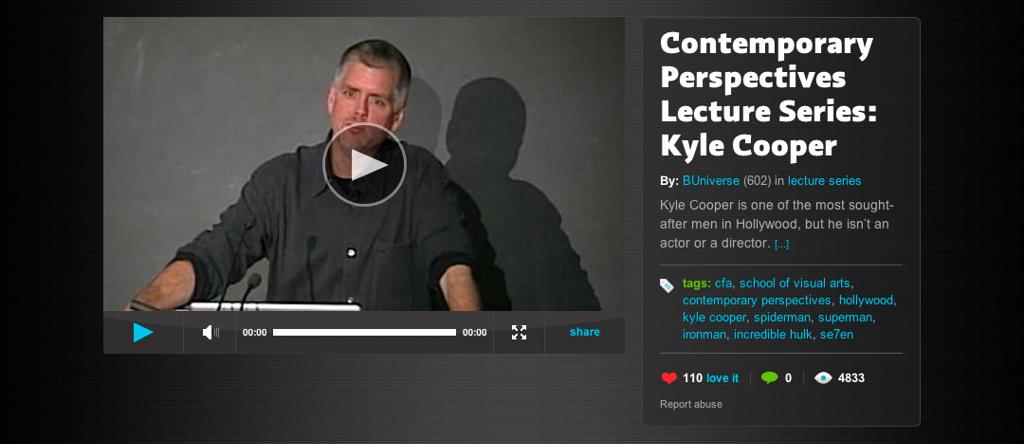 Contemporary
Perspectives
Lecture Series:
Kyle Cooper
By: BUniverse (602) in lecture series
Kyle Cooper is one of the most sought-
after men in Hollywood, but he isn't an
actor or a director. [...]
tags: cfa, school of visual arts,
contemporary perspectives, hollywood,
kyle cooper, spiderman, superman,
ironman, incredible hulk, se7en
110 love it 0 4833
Report abuse
00:00 00:00 share